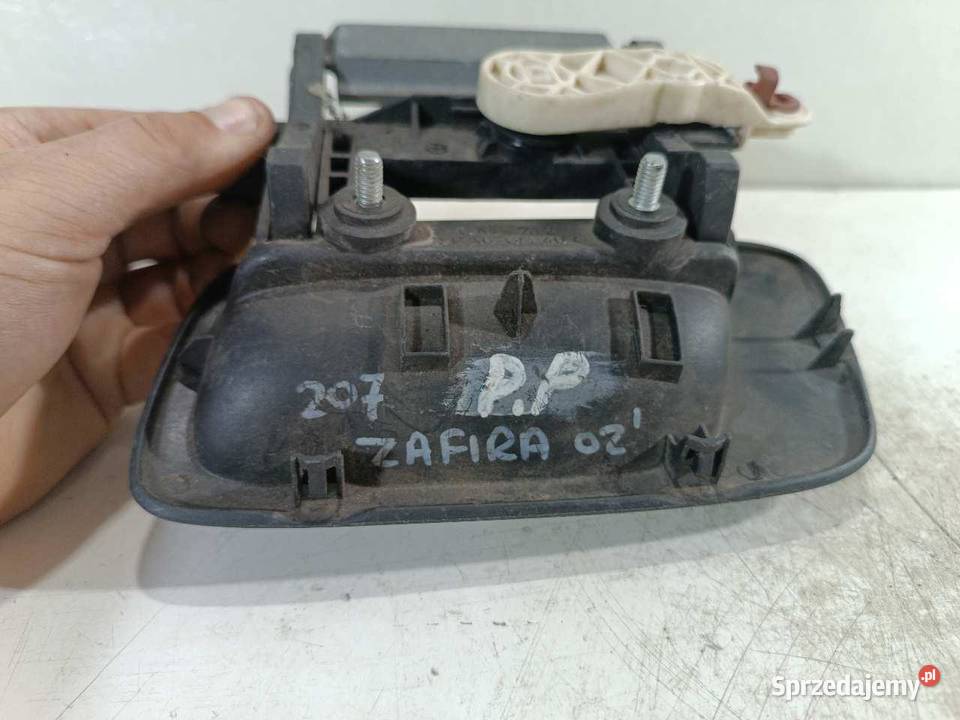 207 P.P
ZAFIRA 02'
Sprzedajemy.pl